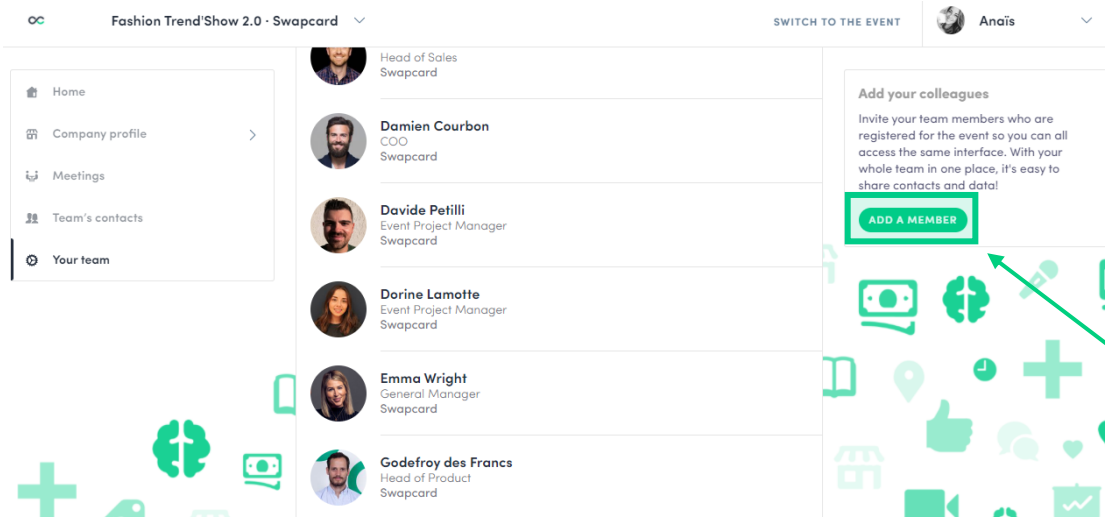 Fashion Trend'Show 2.0 · Swapcard
SWITCH TO THE EVENT
Anaïs
Home
Company profile
Meetings
Team's contacts
Your team
Head of Sales
Swapcard
Damien Courbon
COO
Swapcard
Davide Petilli
Event Project Manager
Swapcard
Dorine Lamotte
Event Project Manager
Swapcard
Emma Wright
General Manager
Swapcard
Godefroy des Francs
Head of Product
Swapcard
Add your colleagues
Invite your team members who are
registered for the event so you can all
access the same interface. With your
whole team in one place, it's easy to
share contacts and data!
ADD A MEMBER